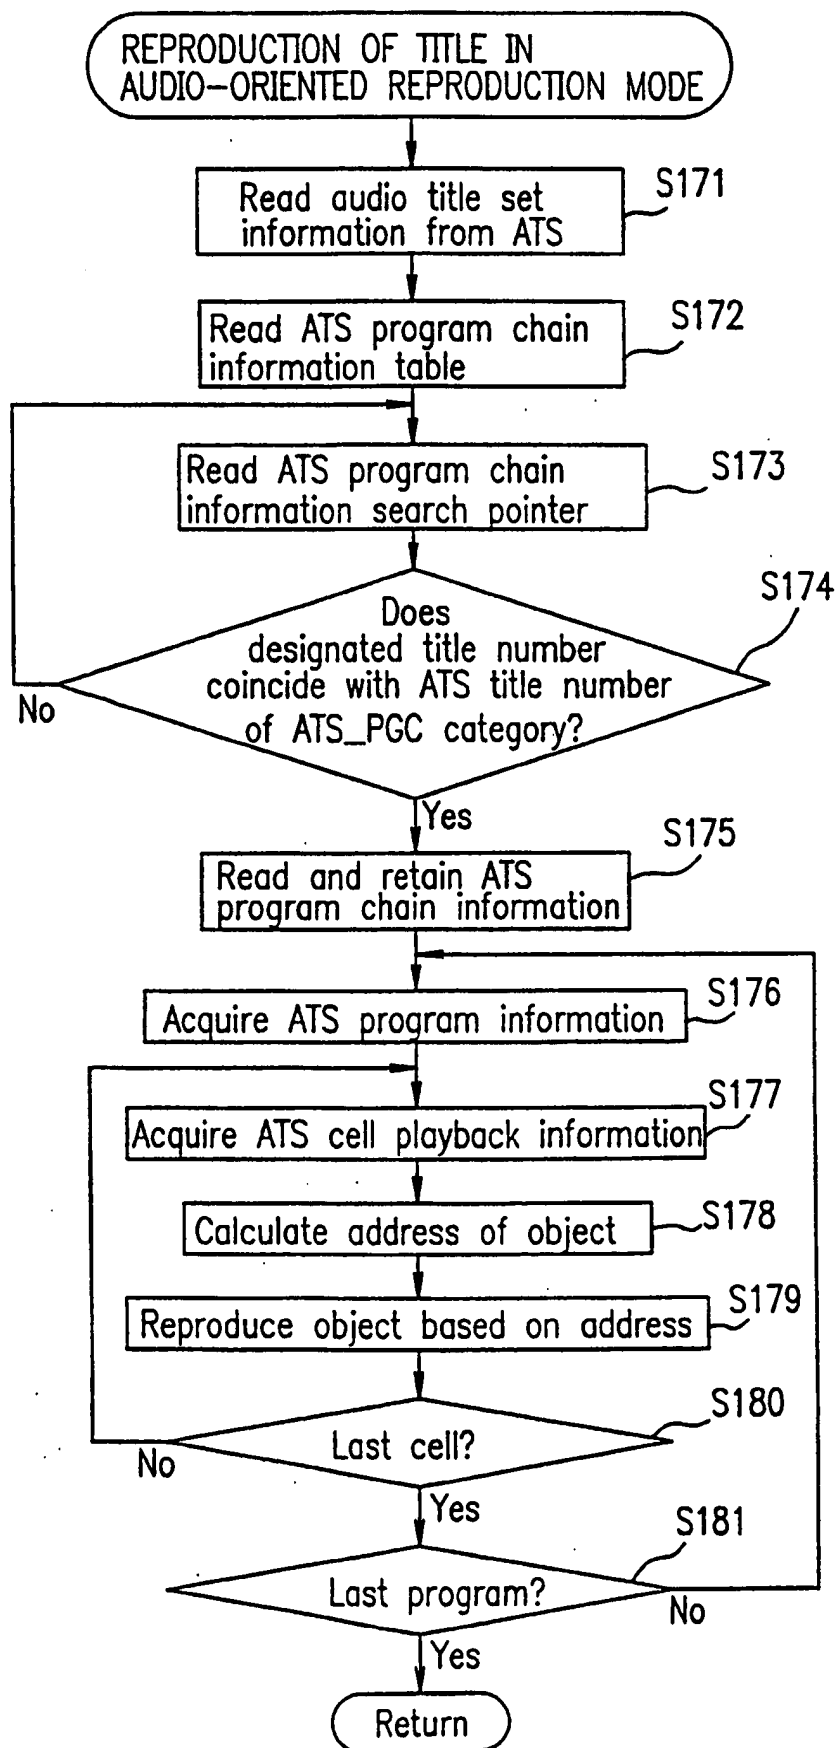 REPRODUCTION OF TITLE IN
AUDIO-ORIENTED REPRODUCTION MODE
Read audio title set
information from ATS
S171
Read ATS program chain
information table
S172
Read ATS program chain
information search pointer
S173
Does
designated title number
coincide with ATS title number
of ATS_PGC category?
S174
No
Yes
Read and retain ATS
program chain information
S175
Acquire ATS program information
S176
Acquire ATS cell playback information
S177
Calculate address of object
S178
Reproduce object based on address
S179
Last cell?
S180
No
Yes
Last program?
S181
No
Yes
Return